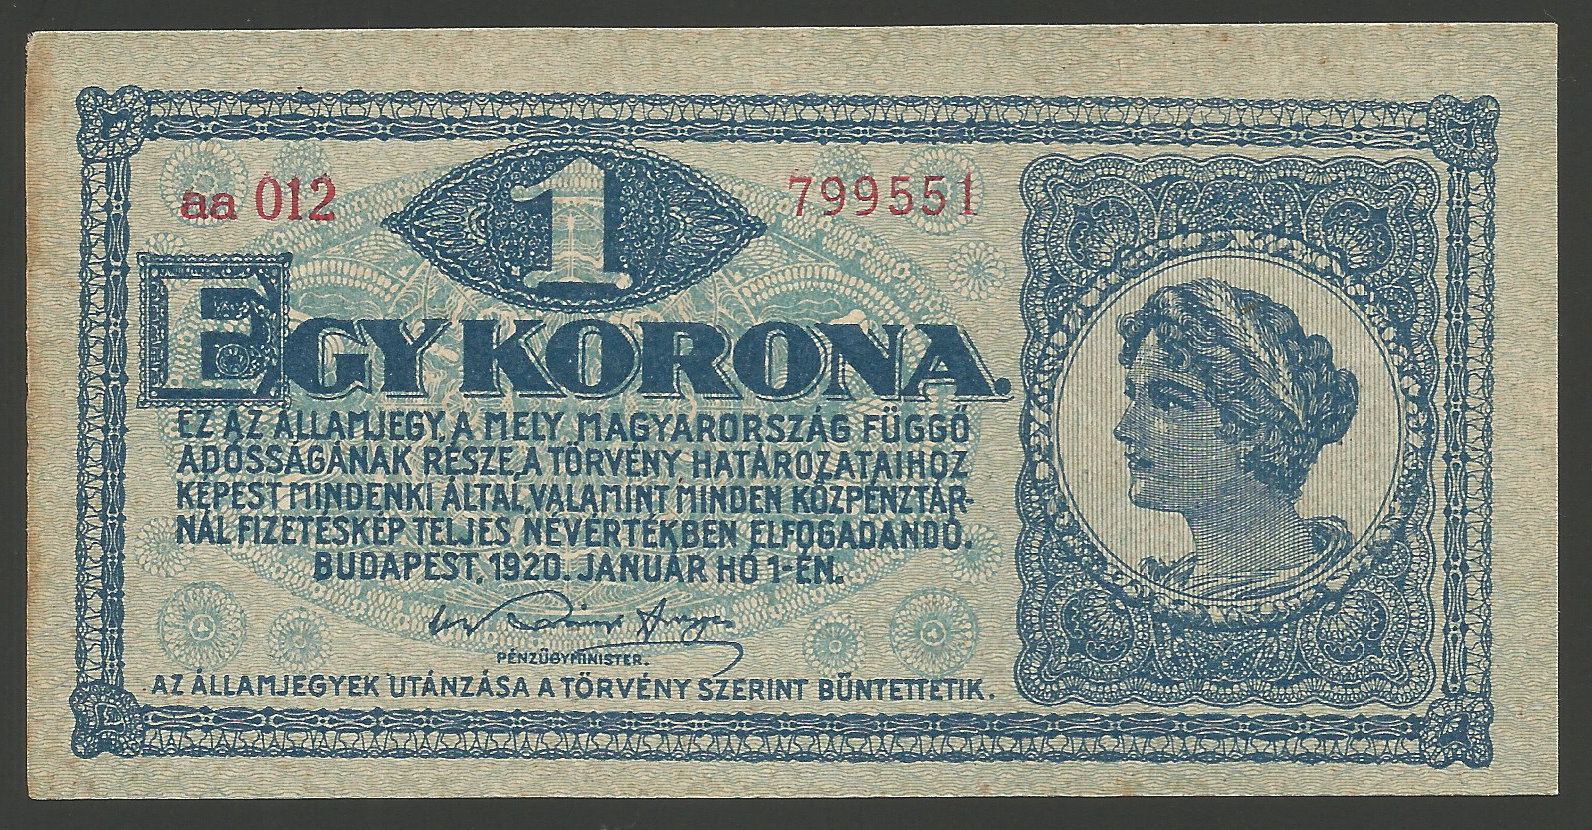 aa 012
799551
1
EGY KORONA.
EZ AZ ÁLLAMJEGY, A MELY MAGYARORSZÁG FÜGGŐ
ADÓSSÁGÁNAK RÉSZE, A TÖRVÉNY HATÁROZATAIHOZ
KÉPEST MINDENKI ÁLTAL, VALAMINT MINDEN KÖZPÉNZTÁR-
NÁL FIZETÉSKÉP TELJES NÉVÉRTÉKBEN ELFOGADANDÓ.
BUDAPEST, 1920. JANUÁR HÓ 1-ÉN.
PÉNZÜGYMINISTER.
AZ ÁLLAMJEGYEK UTÁNZÁSA A TÖRVÉNY SZERINT BÜNTETTETIK.